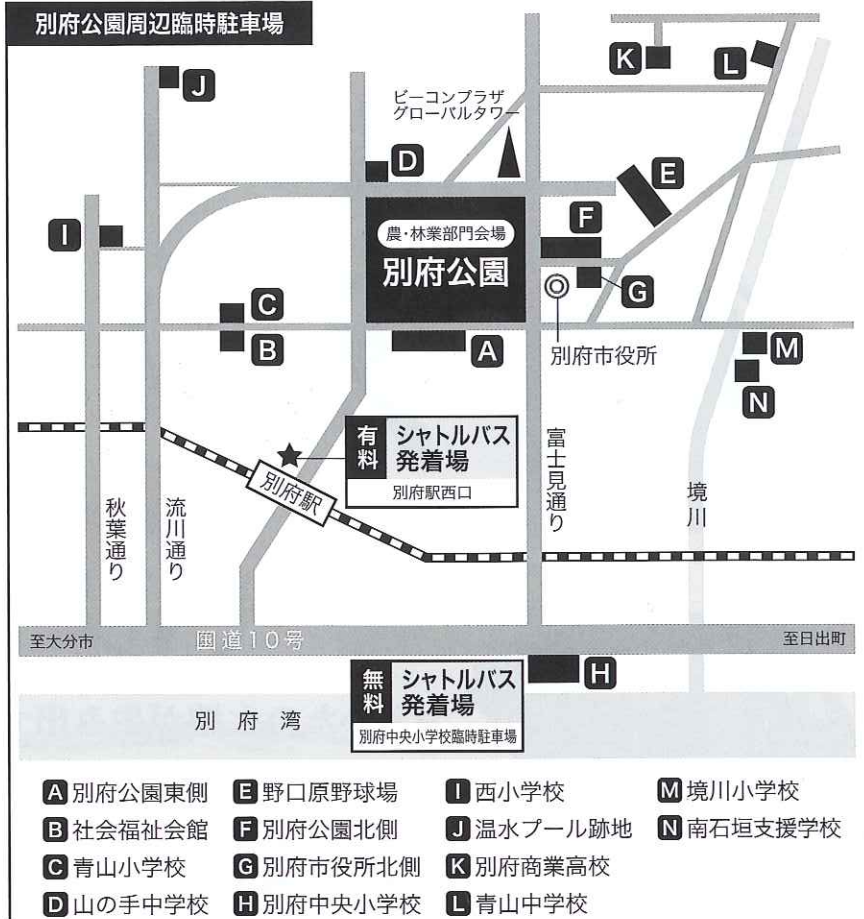 別府公園周辺臨時駐車場
K
L
J
ビーコンプラザ
グローバルタワー
D
E
I
農・林業部門会場
別府公園
F
G
C
B
A
別府市役所
M
N
有料
シャトルバス
発着場
別府駅西口
別府駅
秋葉通り
流川通り
富士見通り
境川
至大分市
国道10号
至日出町
無料
シャトルバス
発着場
別府中央小学校臨時駐車場
H
別府湾
A 別府公園東側
B 社会福祉会館
C 青山小学校
D 山の手中学校
E 野口原野球場
F 別府公園北側
G 別府市役所北側
H 別府中央小学校
I 西小学校
J 温水プール跡地
K 別府商業高校
L 青山中学校
M 境川小学校
N 南石垣支援学校